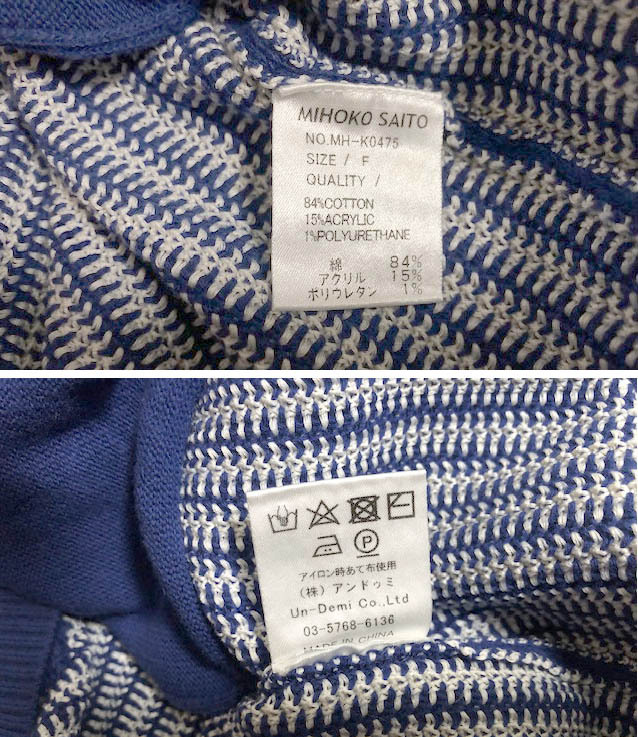 MIHOKO SAITO
NO.MH-K0475
SIZE / F
QUALITY /
84%COTTON
15%ACRYLIC
1%POLYURETHANE
綿 84%
アクリル 15%
ポリウレタン 1%
アイロン時あて布使用
(株) アンドゥミ
Un-Demi Co.,Ltd
03-5768-6136
MADE IN CHINA